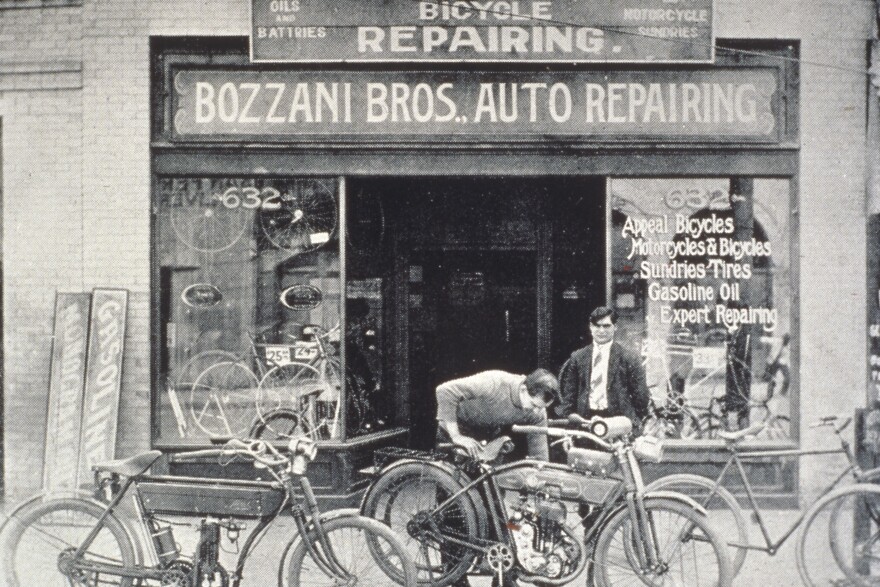 OILS
AND
BATTRIES
BICYCLE
REPAIRING.
MOTORCYCLE
SUNDRIES
BOZZANI BROS., AUTO REPAIRING
632
632
Appeal Bicycles
Motorcycles & Bicycles
Sundries-Tires
Gasoline Oil
Expert Repairing
25
GASOLINE